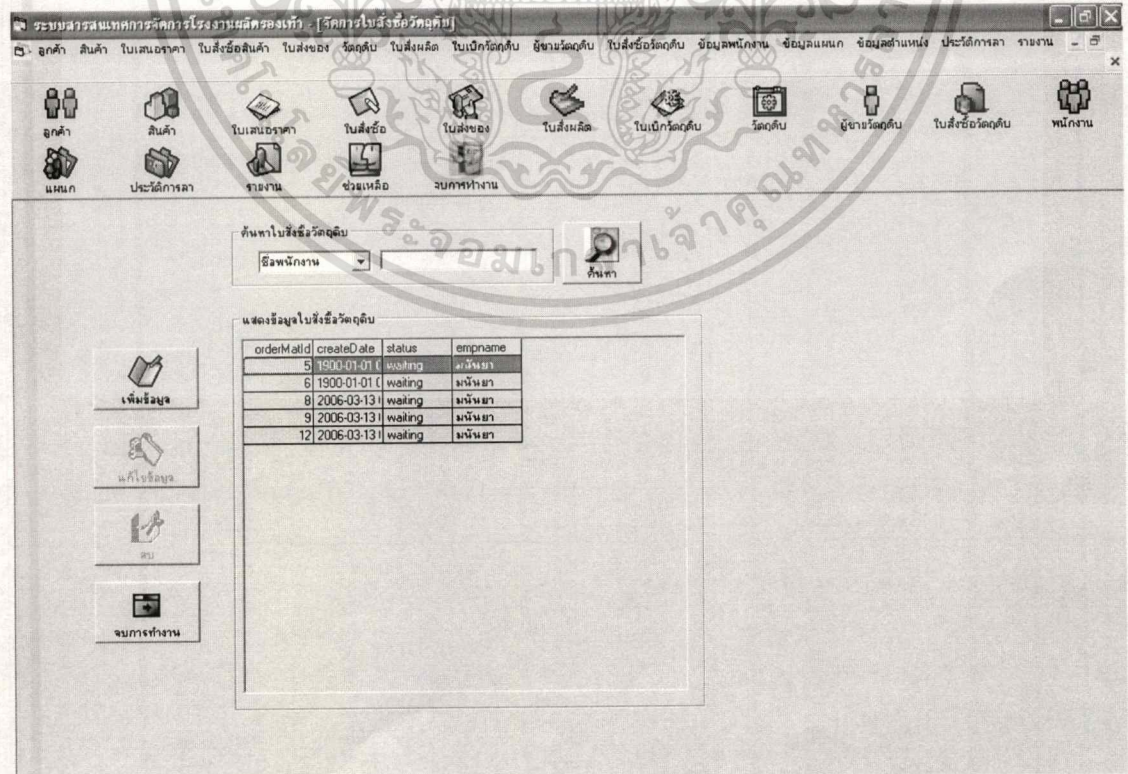 ระบบสารสนเทศการจัดการโรงงานผลิตรองเท้า - [จัดการใบสั่งซื้อวัตถุดิบ]
ลูกค้า สินค้า ใบเสนอราคา ใบสั่งซื้อสินค้า ใบส่งของ วัตถุดิบ ใบสั่งผลิต ใบเบิกวัตถุดิบ ผู้ขายวัตถุดิบ ใบสั่งซื้อวัตถุดิบ ข้อมูลพนักงาน ข้อมูลแผนก ข้อมูลตำแหน่ง ประวัติการลา รายงาน
ลูกค้า สินค้า ใบเสนอราคา ใบสั่งซื้อ ใบส่งของ ใบสั่งผลิต ใบเบิกวัตถุดิบ วัตถุดิบ ผู้ขายวัตถุดิบ ใบสั่งซื้อวัตถุดิบ พนักงาน
แผนก ประวัติการลา รายงาน ช่วยเหลือ จบการทำงาน
ค้นหาใบสั่งซื้อวัตถุดิบ
ชื่อพนักงาน
ค้นหา
แสดงข้อมูลใบสั่งซื้อวัตถุดิบ
orderMatId createDate status empname
5 1900-01-01 0 waiting มนันยา
6 1900-01-01 0 waiting มนันยา
8 2006-03-13 waiting มนันยา
9 2006-03-13 waiting มนันยา
12 2006-03-13 waiting มนันยา
เพิ่มข้อมูล
แก้ไขข้อมูล
ลบ
จบการทำงาน
พระจอมเกล้าเจ้าคุณทหาร